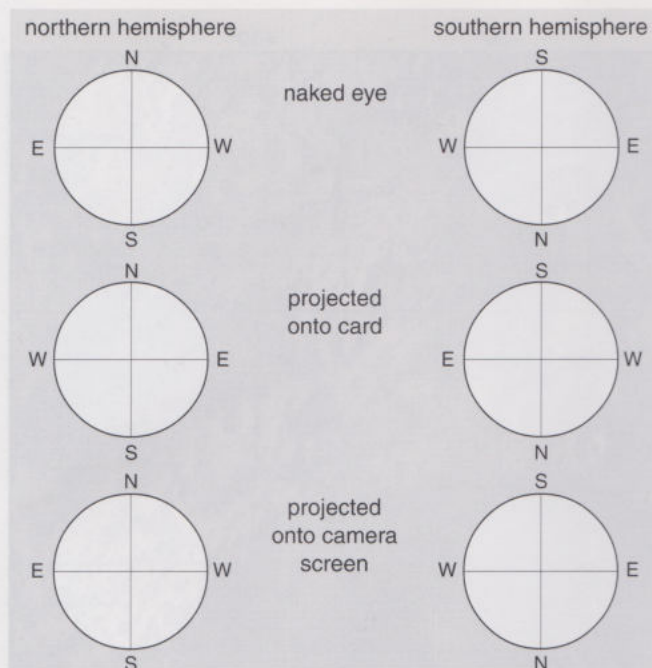 northern hemisphere
southern hemisphere
N
S
naked eye
E
W
W
E
S
N
N
S
projected
onto card
W
E
E
W
S
N
N
S
projected
onto camera
screen
E
W
W
E
S
N